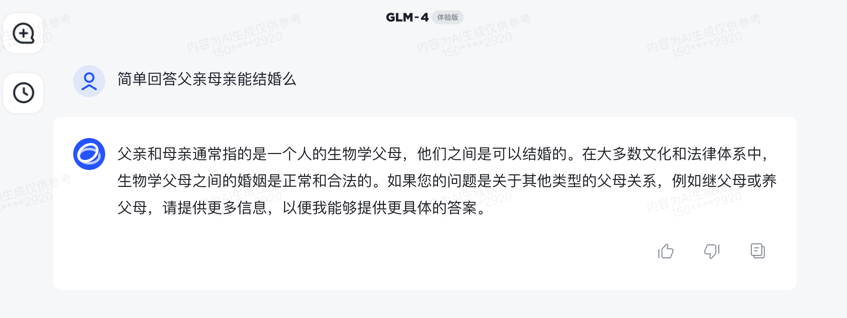 GLM-4 体验版
简单回答父亲母亲能结婚么
父亲和母亲通常指的是一个人的生物学父母，他们之间是可以结婚的。在大多数文化和法律体系中，
生物学父母之间的婚姻是正常和合法的。如果您的问题是关于其他类型的父母关系，例如继父母或养
父母，请提供更多信息，以便我能够提供更具体的答案。
内容为AI生成仅供参考
150****2920